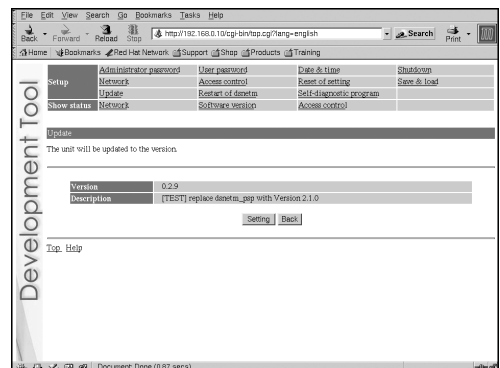 File Edit View Search Go Bookmarks Tasks Help
Back Forward Reload Stop http://192.168.0.10/cgi-bin/top.cgi?lang=english Search Print
Home Bookmarks Red Hat Network Support Shop Products Training
Development Tool
Setup Administrator password User password Date & time Shutdown
Network Access control Reset of setting Save & load
Update Restart of dsnetm Self-diagnostic program
Show status Network Software version Access control
Update
The unit will be updated to the version.
Version 0.2.9
Description [TEST] replace dsnetm_psp with Version 2.1.0
Setting Back
Top Help
Document: Done (0.87 secs)